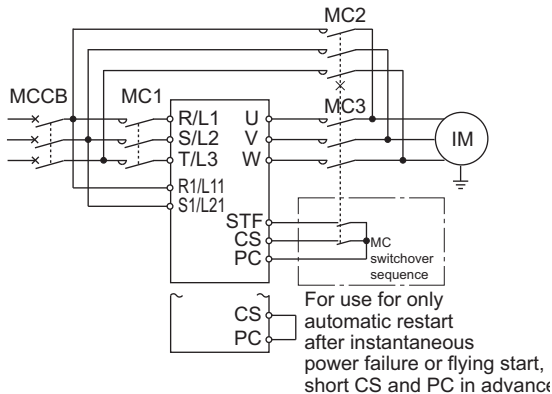 MC2
MCCB
MC1
R/L1
U
MC3
S/L2
V
IM
T/L3
W
R1/L11
S1/L21
STF
CS
PC
MC
switchover
sequence
CS
PC
For use for only
automatic restart
after instantaneous
power failure or flying start,
short CS and PC in advance